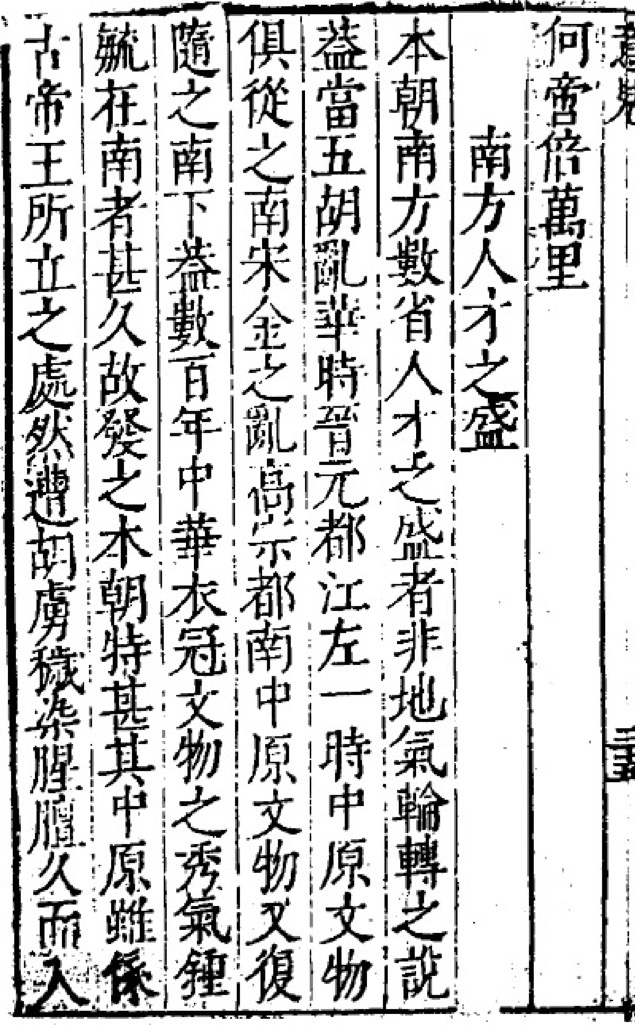 意見
何啻倍萬里
南方人才之盛
本朝南方數省人才之盛者非地氣輪轉之說
葢當五胡亂華時晉元都江左一時中原文物
俱從之南宋金之亂高宗都南中原文物又復
隨之南下葢數百年中華衣冠文物之秀氣鍾
毓在南者甚久故發之本朝特甚其中原雖係
古帝王所立之處然遭胡虜穢染腥膻久而入